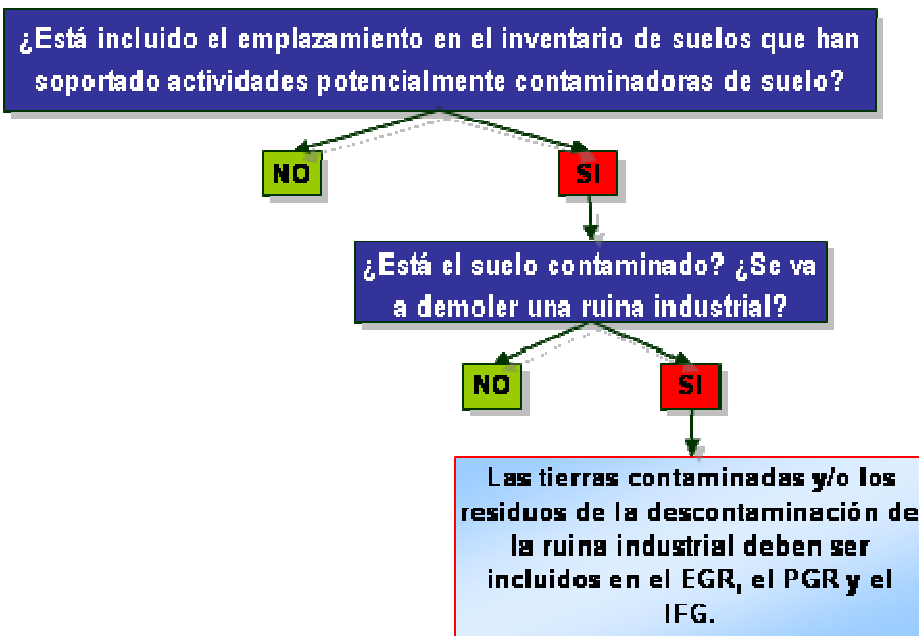 ¿Está incluido el emplazamiento en el inventario de suelos que han
soportado actividades potencialmente contaminadoras de suelo?
NO
SI
¿Está el suelo contaminado? ¿Se va
a demoler una ruina industrial?
NO
SI
Las tierras contaminadas y/o los
residuos de la descontaminación de
la ruina industrial deben ser
incluidos en el EGR, el PGR y el
IFG.